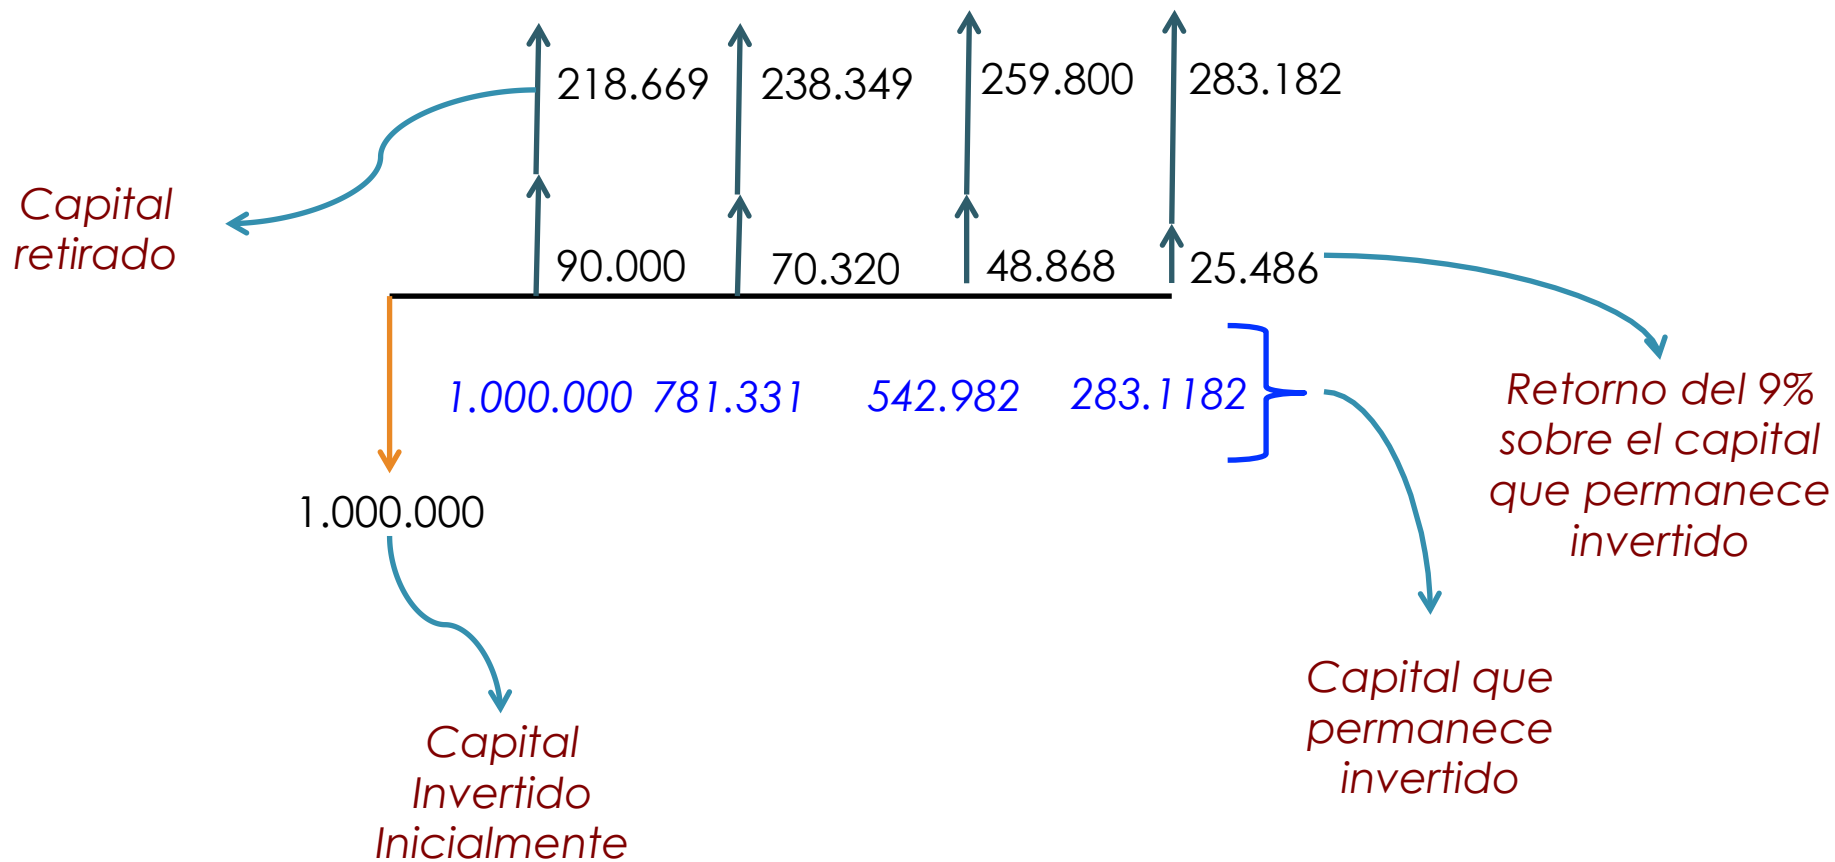 218.669 238.349 259.800 283.182
Capital
retirado
90.000 70.320 48.868 25.486
1.000.000 781.331 542.982 283.1182
Retorno del 9%
sobre el capital
que permanece
invertido
1.000.000
Capital que
permanece
invertido
Capital
Invertido
Inicialmente